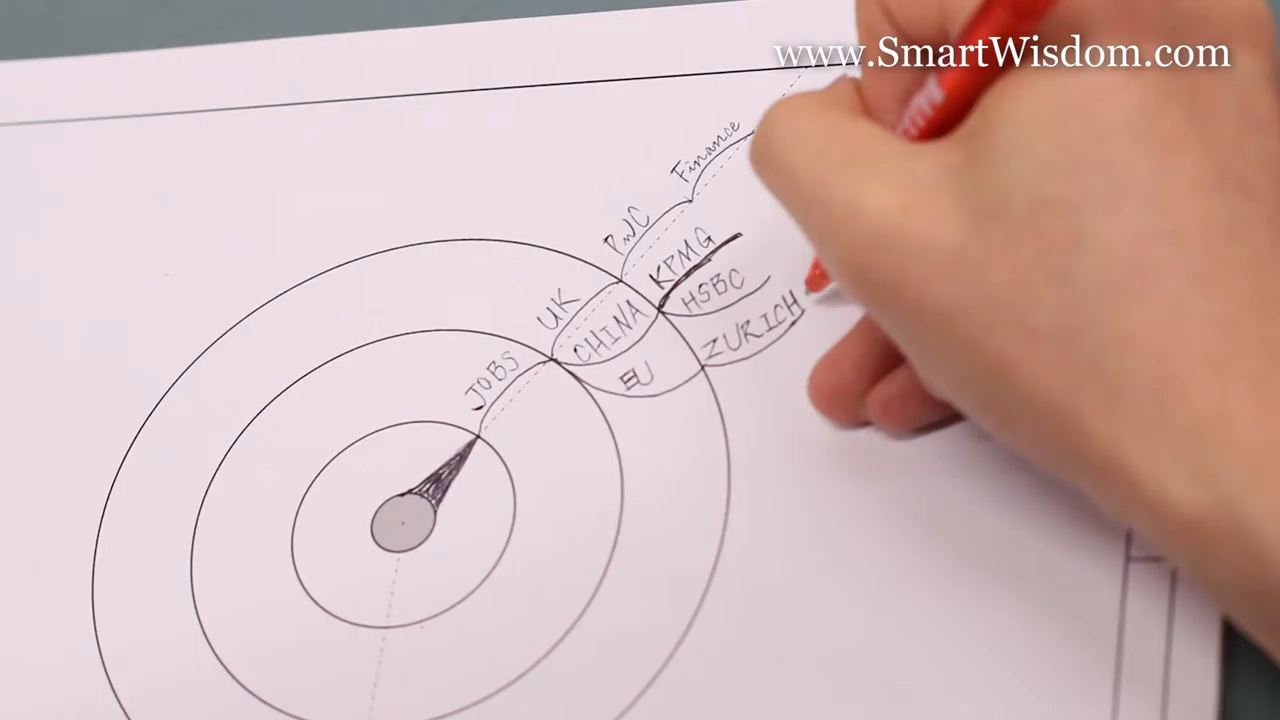 www.SmartWisdom.com
Finance
PWC
KPMG
UK
HSBC
CHINA
ZURICH
JOBS
EU